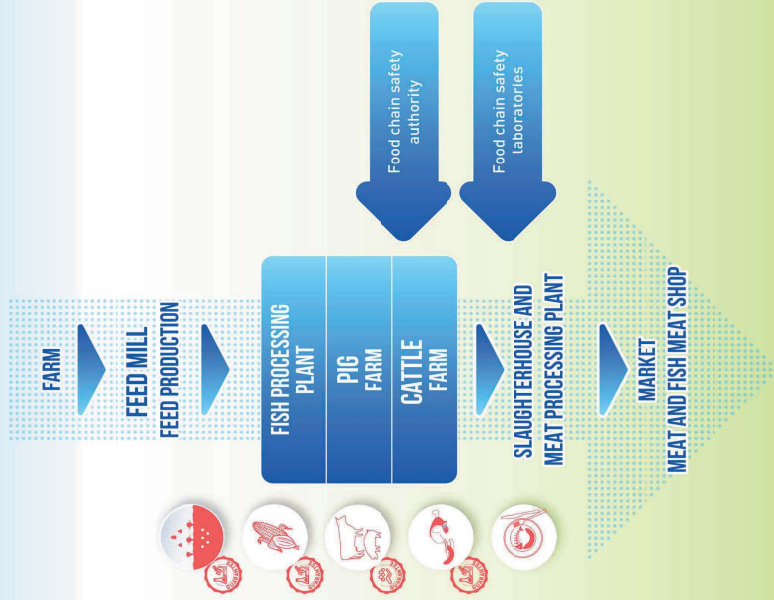 FARM
FEED MILL
FEED PRODUCTION
FISH PROCESSING
PLANT
PIG
FARM
CATTLE
FARM
SLAUGHTERHOUSE AND
MEAT PROCESSING PLANT
MARKET
MEAT AND FISH MEAT SHOP
Food chain safety
authority
Food chain safety
laboratories